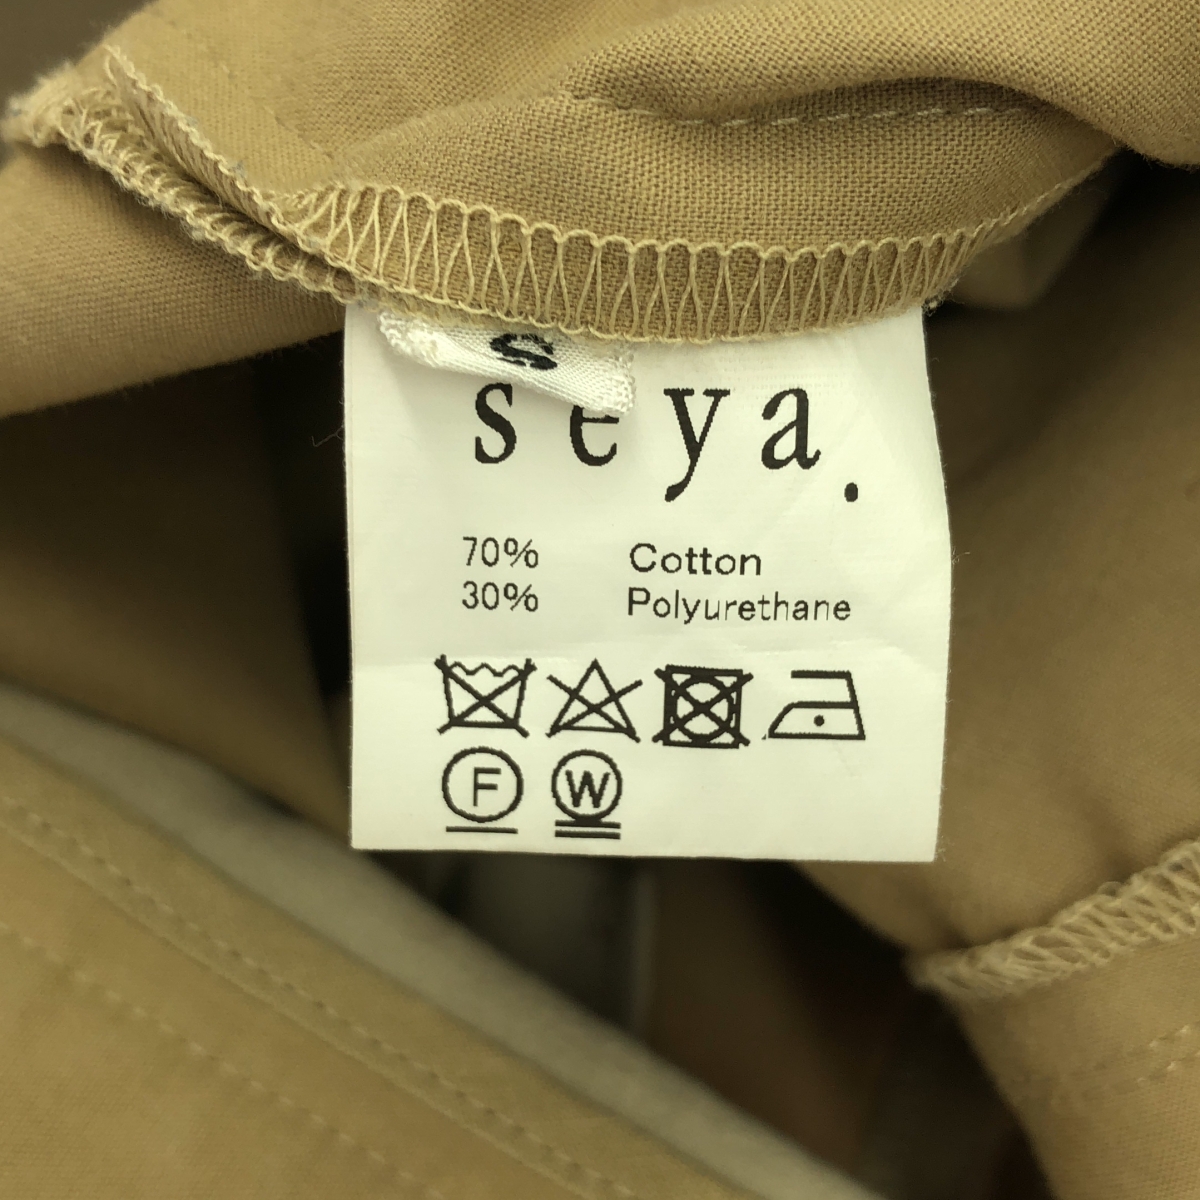 S
seya.
70% Cotton
30% Polyurethane
F W